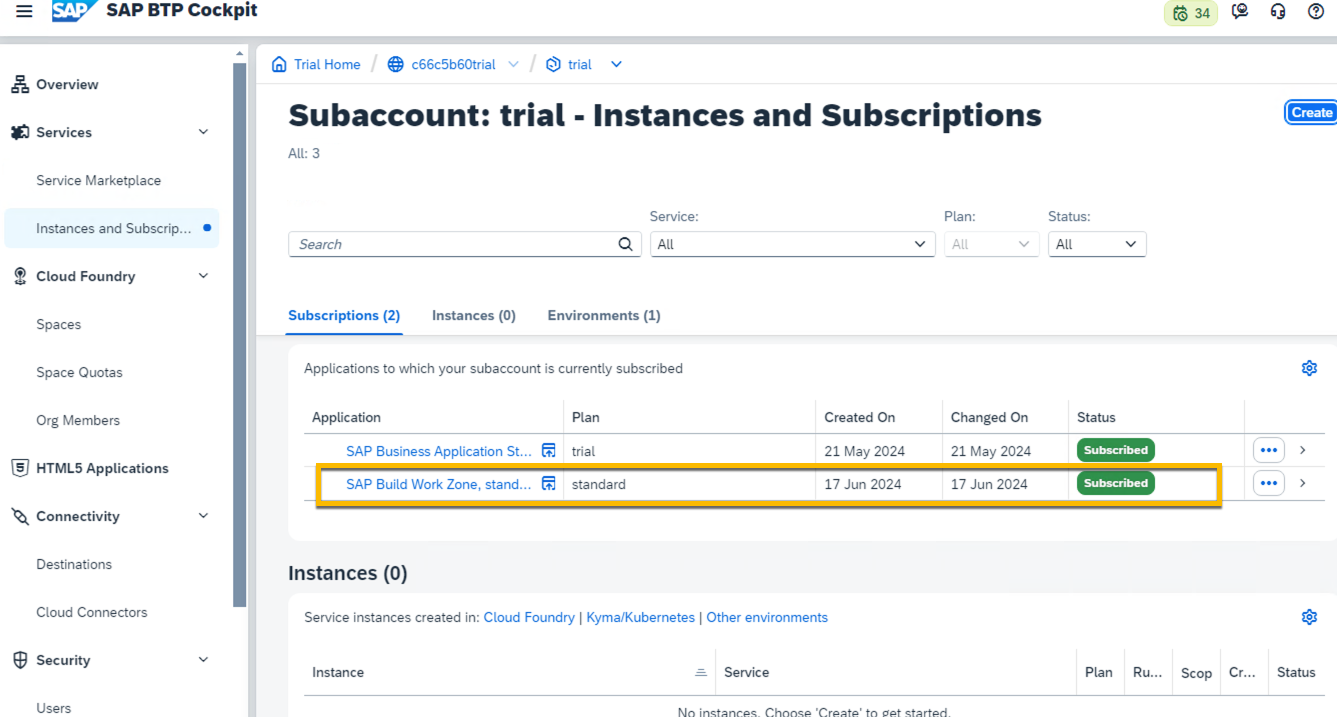 SAP SAP BTP Cockpit 34
Overview
Services
Service Marketplace
Instances and Subscrip...
Cloud Foundry
Spaces
Space Quotas
Org Members
HTML5 Applications
Connectivity
Destinations
Cloud Connectors
Security
Users
Trial Home / c66c5b60trial / trial
Subaccount: trial - Instances and Subscriptions Create
All: 3
Service: Plan: Status:
Search All All All
Subscriptions (2) Instances (0) Environments (1)
Applications to which your subaccount is currently subscribed
Application Plan Created On Changed On Status
SAP Business Application St... trial 21 May 2024 21 May 2024 Subscribed
SAP Build Work Zone, stand... standard 17 Jun 2024 17 Jun 2024 Subscribed
Instances (0)
Service instances created in: Cloud Foundry | Kyma/Kubernetes | Other environments
Instance Service Plan Ru... Scop Cr... Status
No instances. Choose 'Create' to get started.